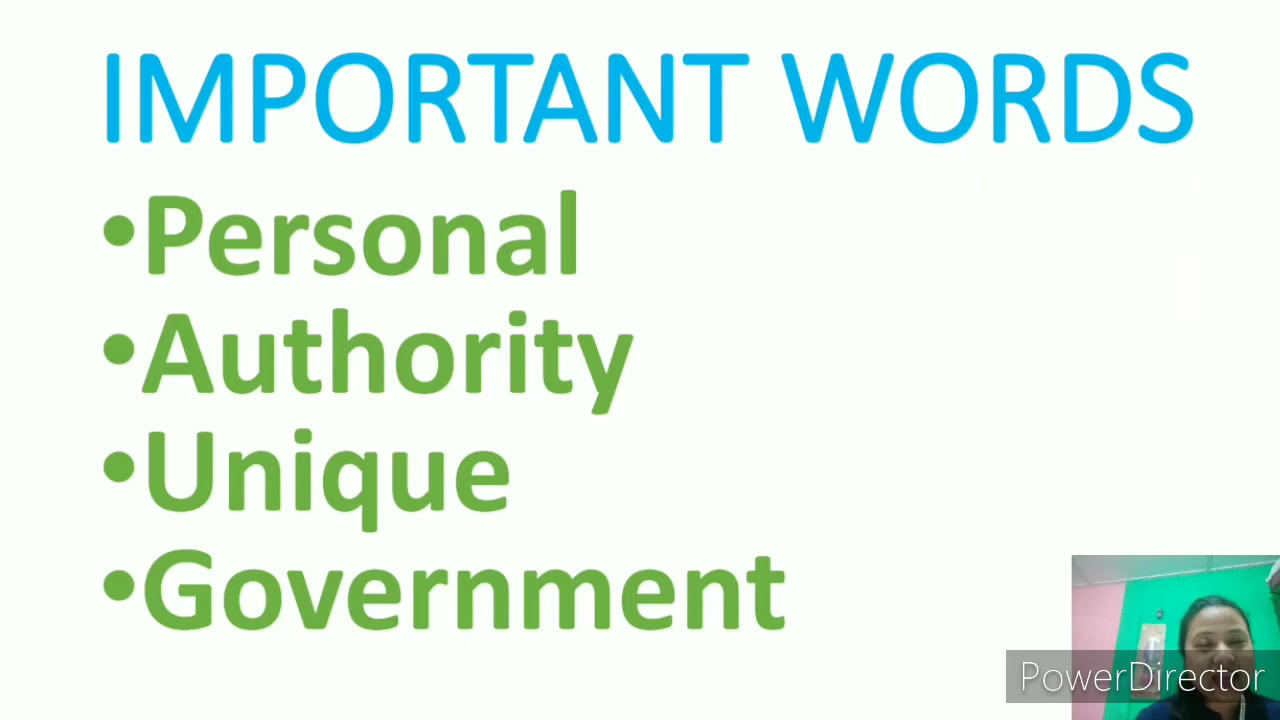 IMPORTANT WORDS
•Personal
•Authority
•Unique
•Government
PowerDirector